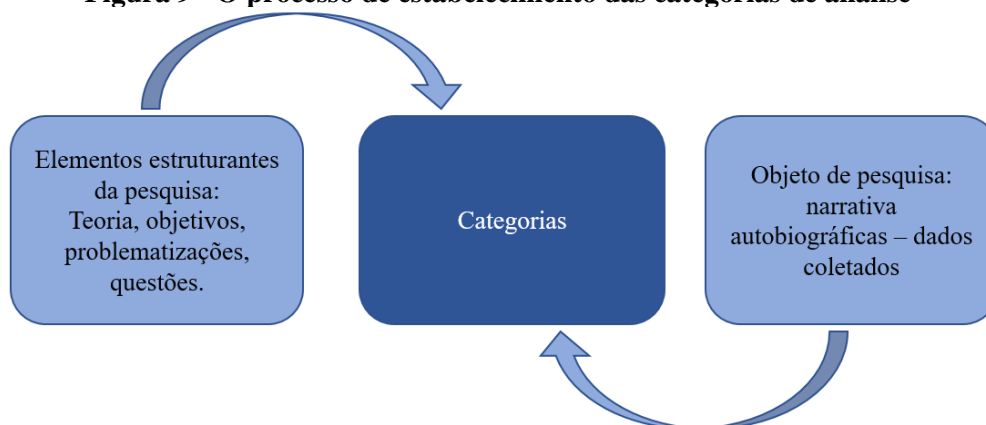 Figura 9 - O processo de estabelecimento das categorias de análise
Elementos estruturantes
da pesquisa:
Teoria, objetivos,
problematizações,
questões.
Categorias
Objeto de pesquisa:
narrativa
autobiográficas – dados
coletados